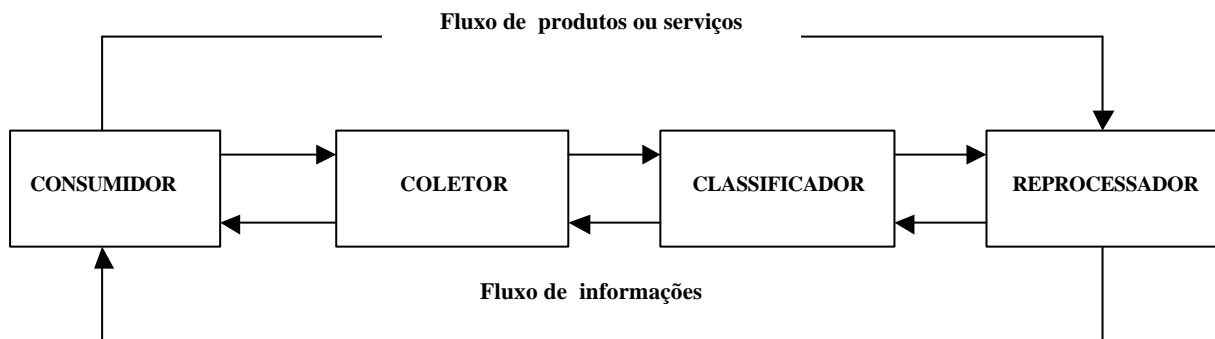 Fluxo de produtos ou serviços
CONSUMIDOR
COLETOR
CLASSIFICADOR
REPROCESSADOR
Fluxo de informações